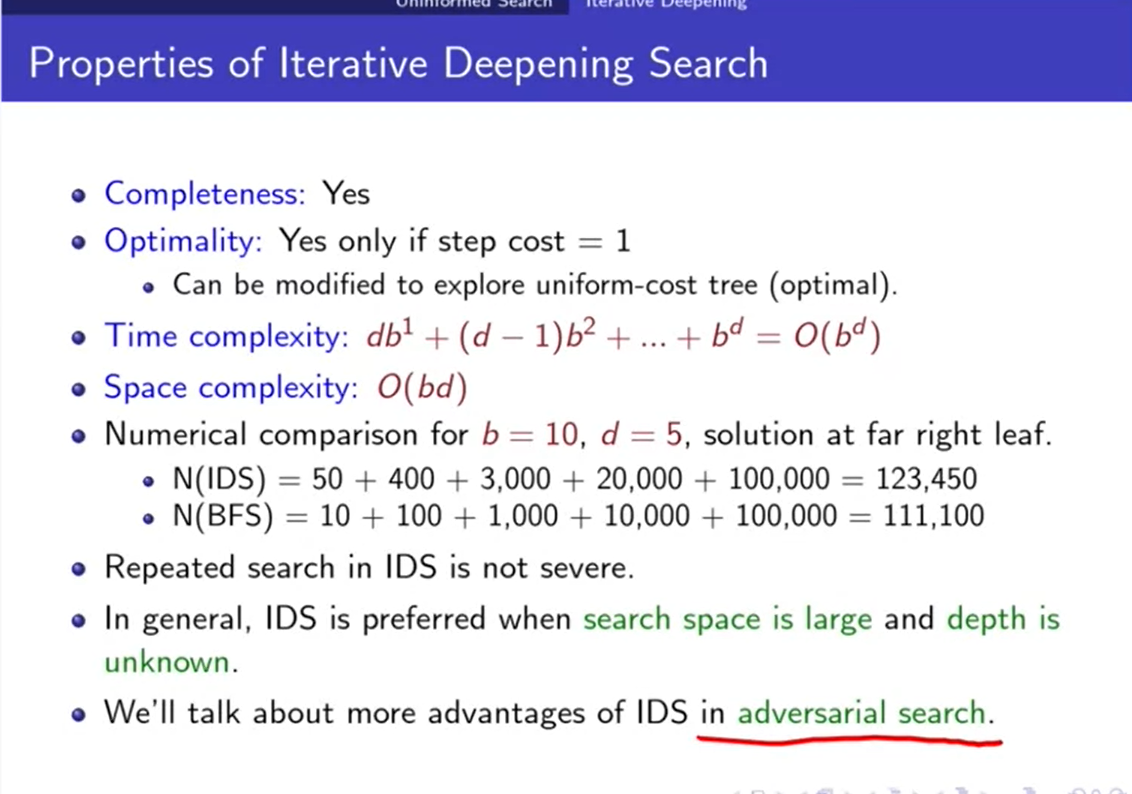 Uninformed Search Iterative Deepening
Properties of Iterative Deepening Search
• Completeness: Yes
• Optimality: Yes only if step cost = 1
• Can be modified to explore uniform-cost tree (optimal).
• Time complexity: db¹ + (d − 1)b² + ... + bᵈ = O(bᵈ)
• Space complexity: O(bd)
• Numerical comparison for b = 10, d = 5, solution at far right leaf.
• N(IDS) = 50 + 400 + 3,000 + 20,000 + 100,000 = 123,450
• N(BFS) = 10 + 100 + 1,000 + 10,000 + 100,000 = 111,100
• Repeated search in IDS is not severe.
• In general, IDS is preferred when search space is large and depth is
unknown.
• We'll talk about more advantages of IDS in adversarial search.